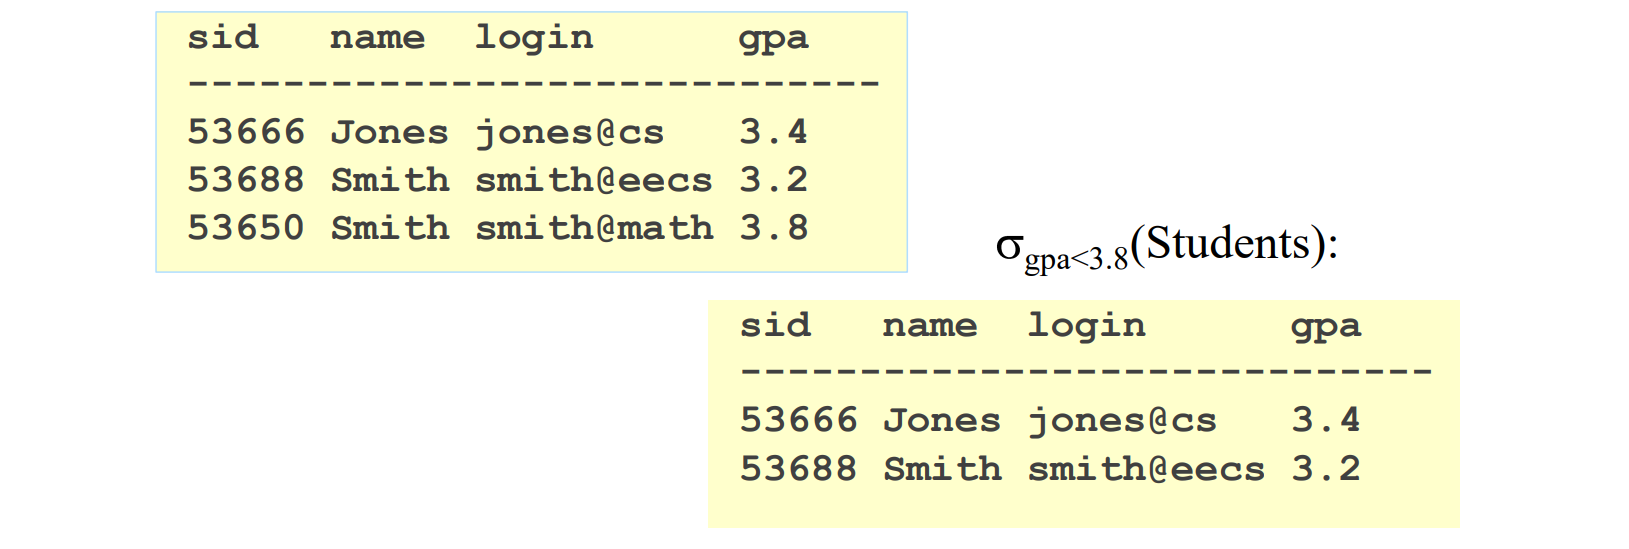 sid   name  login      gpa
-----------------------------
53666 Jones jones@cs   3.4
53688 Smith smith@eecs 3.2
53650 Smith smith@math 3.8
σgpa<3.8(Students):
sid   name  login      gpa
-----------------------------
53666 Jones jones@cs   3.4
53688 Smith smith@eecs 3.2